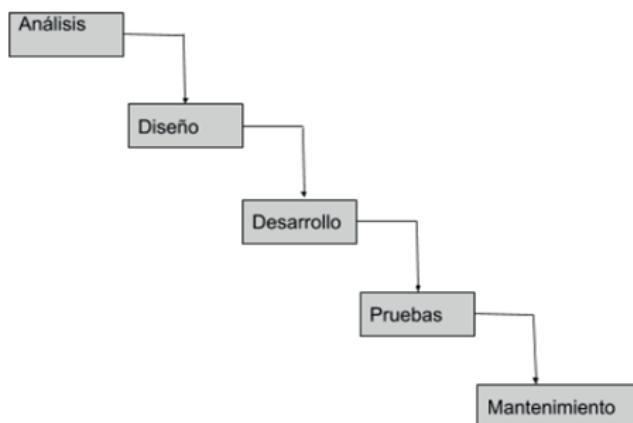 Análisis
Diseño
Desarrollo
Pruebas
Mantenimiento